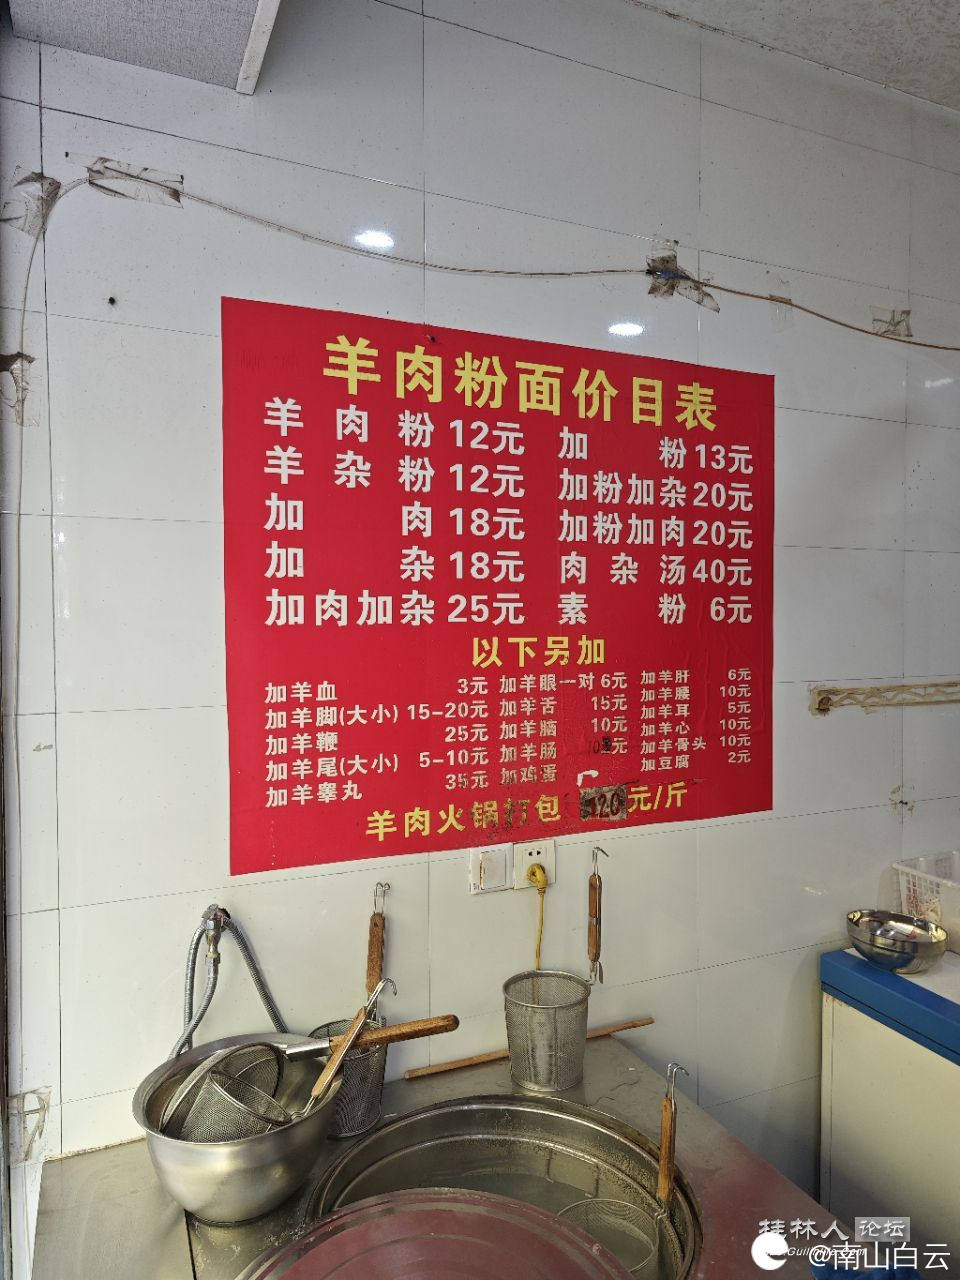 羊肉粉面价目表
羊肉粉 12元 加粉 13元
羊杂粉 12元 加粉加杂 20元
加肉 18元 加粉加肉 20元
加杂 18元 肉杂汤 40元
加肉加杂 25元 素粉 6元
以下另加
加羊血 3元 加羊眼一对 6元 加羊肝 6元
加羊脚(大小) 15-20元 加羊舌 15元 加羊腰 10元
加羊鞭 25元 加羊脑 10元 加羊耳 5元
加羊尾(大小) 5-10元 加羊肠 元 加羊心 10元
加羊睾丸 35元 加鸡蛋 加羊骨头 10元
加豆腐 2元
羊肉火锅打包 120元/斤
桂林人论坛
@南山白云